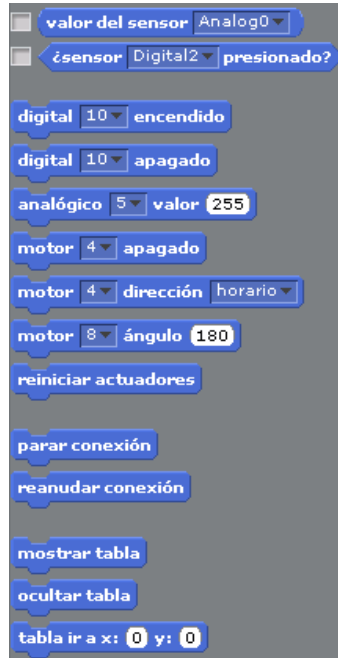 valor del sensor Analog0
¿sensor Digital2 presionado?
digital 10 encendido
digital 10 apagado
analógico 5 valor 255
motor 4 apagado
motor 4 dirección horario
motor 8 ángulo 180
reiniciar actuadores
parar conexión
reanudar conexión
mostrar tabla
ocultar tabla
tabla ir a x: 0 y: 0